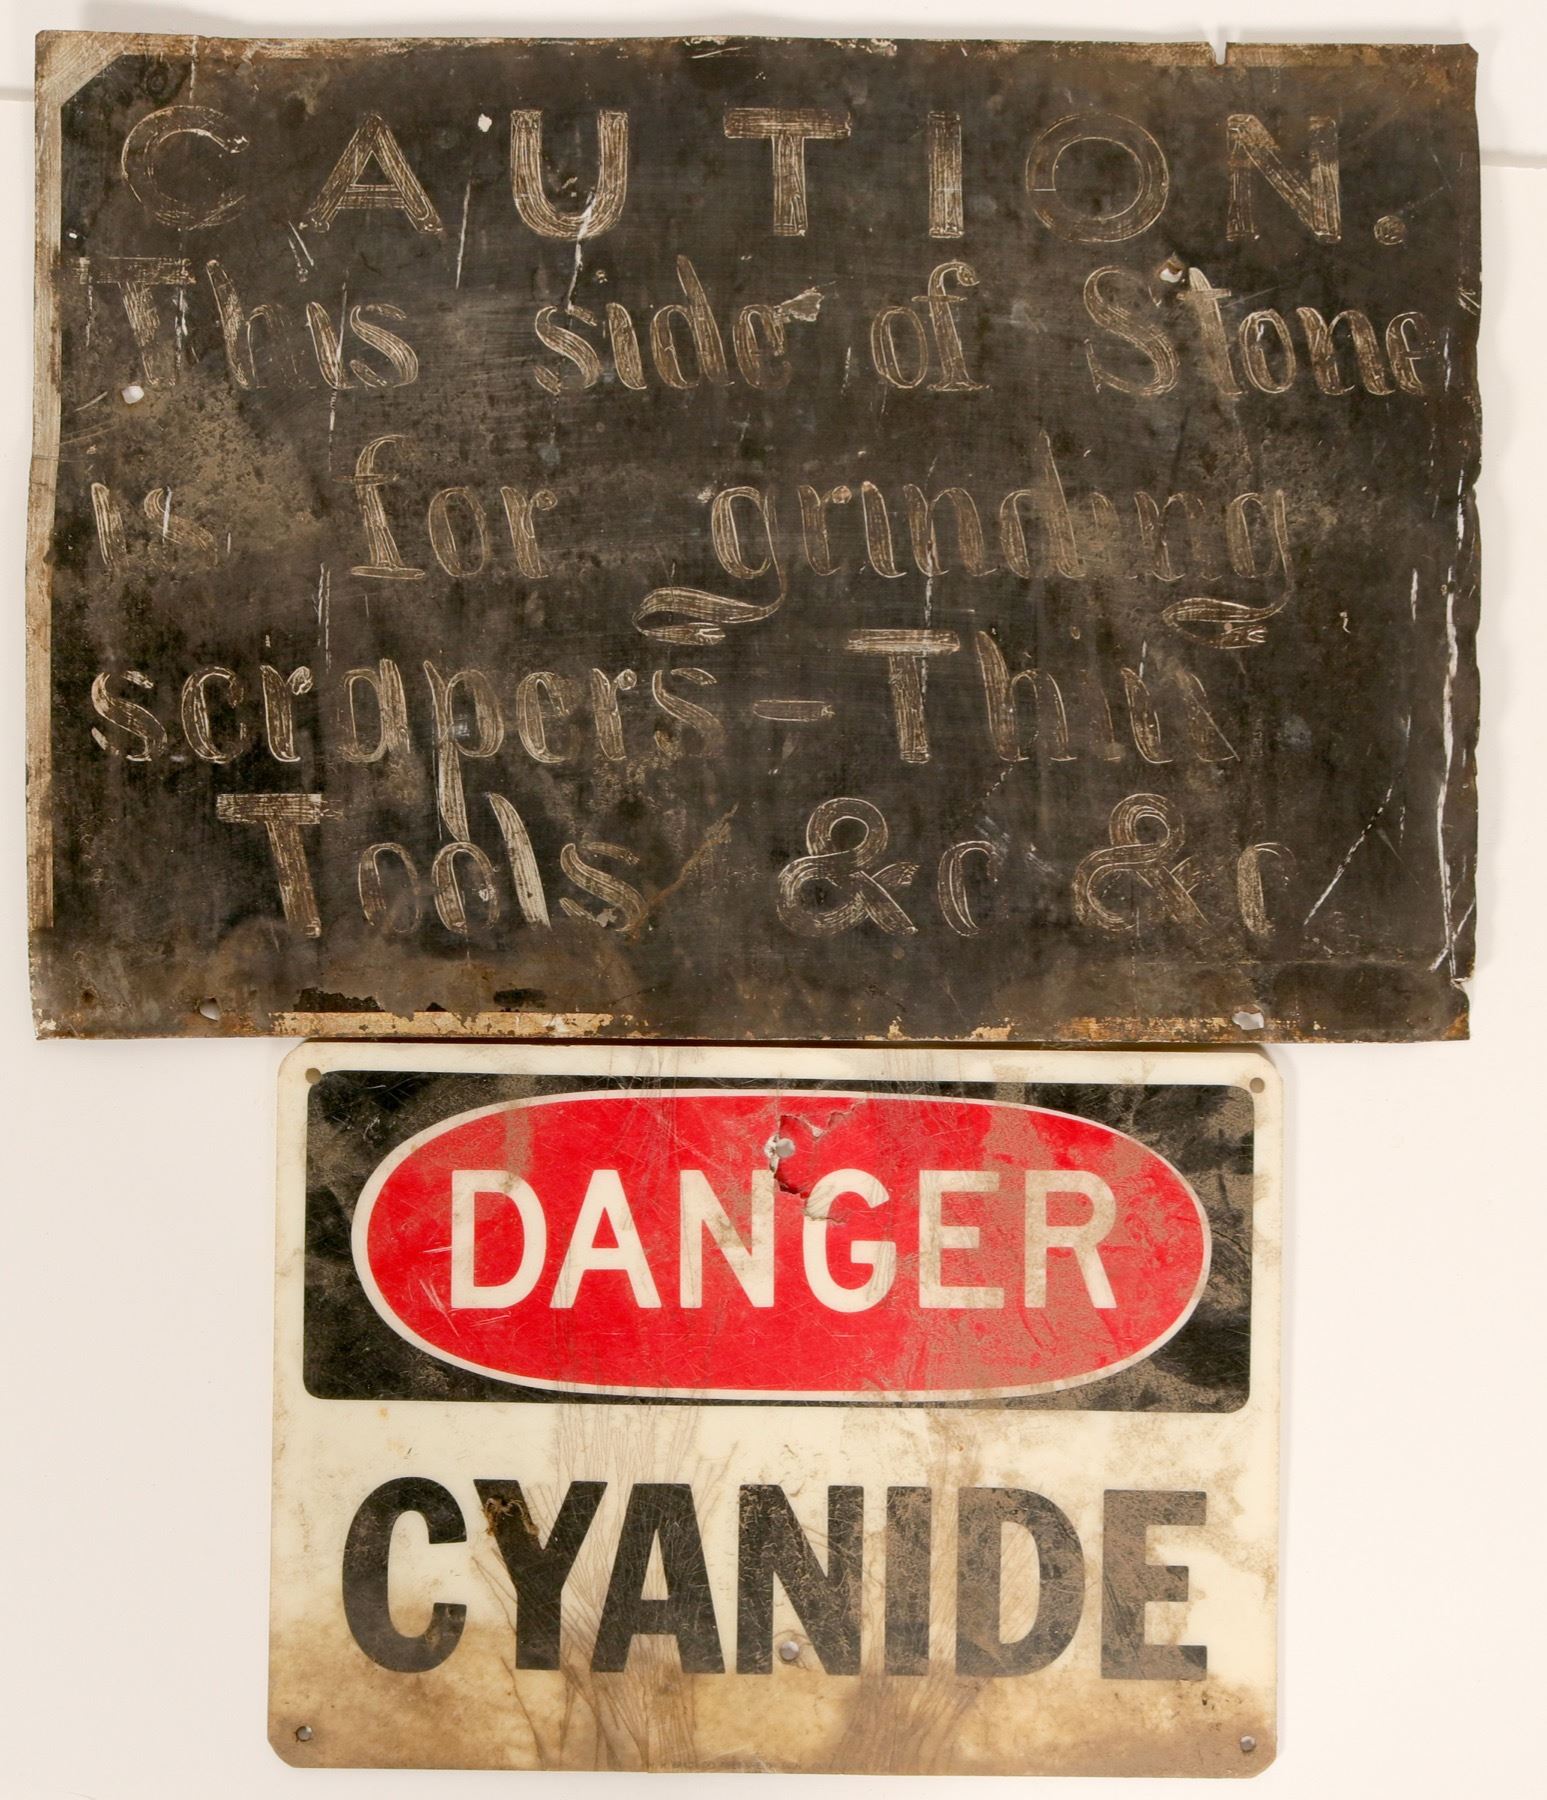 CAUTION.
This side of Stone
is for grinding
scrapers - Thin
Tools &c &c
DANGER
CYANIDE